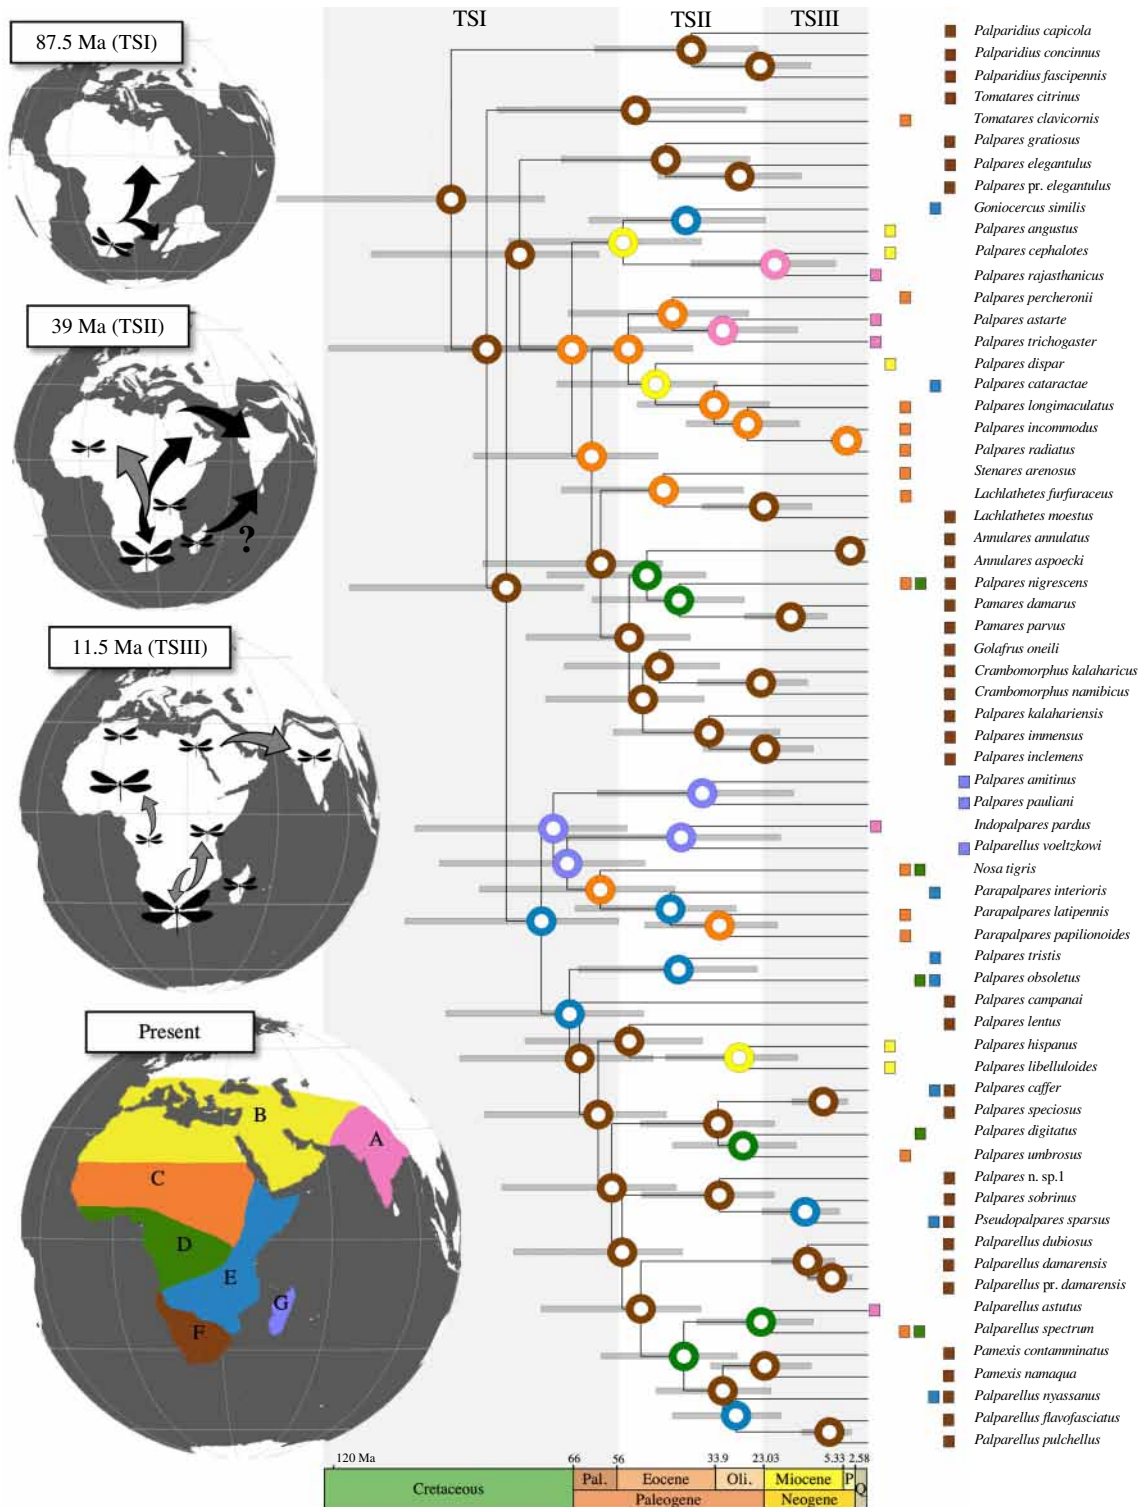 TSI
TSII
TSIII
87.5 Ma (TSI)
39 Ma (TSII)
?
11.5 Ma (TSIII)
Present
B
A
C
D
E
G
F
Palparidius capicola
Palparidius concinnus
Palparidius fascipennis
Tomatares citrinus
Tomatares clavicornis
Palpares gratiosus
Palpares elegantulus
Palpares pr. elegantulus
Goniocercus similis
Palpares angustus
Palpares cephalotes
Palpares rajasthanicus
Palpares percheronii
Palpares astarte
Palpares trichogaster
Palpares dispar
Palpares cataractae
Palpares longimaculatus
Palpares incommodus
Palpares radiatus
Stenares arenosus
Lachlathetes furfuraceus
Lachlathetes moestus
Annulares annulatus
Annulares aspoecki
Palpares nigrescens
Pamares damarus
Pamares parvus
Golafrus oneili
Crambomorphus kalaharicus
Crambomorphus namibicus
Palpares kalahariensis
Palpares immensus
Palpares inclemens
Palpares amitinus
Palpares pauliani
Indopalpares pardus
Palparellus voeltzkowi
Nosa tigris
Parapalpares interioris
Parapalpares latipennis
Parapalpares papilionoides
Palpares tristis
Palpares obsoletus
Palpares campanai
Palpares lentus
Palpares hispanus
Palpares libelluloides
Palpares caffer
Palpares speciosus
Palpares digitatus
Palpares umbrosus
Palpares n. sp.1
Palpares sobrinus
Pseudopalpares sparsus
Palparellus dubiosus
Palparellus damarensis
Palparellus pr. damarensis
Palparellus astutus
Palparellus spectrum
Pamexis contamminatus
Pamexis namaqua
Palparellus nyassanus
Palparellus flavofasciatus
Palparellus pulchellus
120 Ma 66 56 33.9 23.03 5.33 2.58
Cretaceous Pal. Eocene Oli. Miocene P Q
Paleogene Neogene